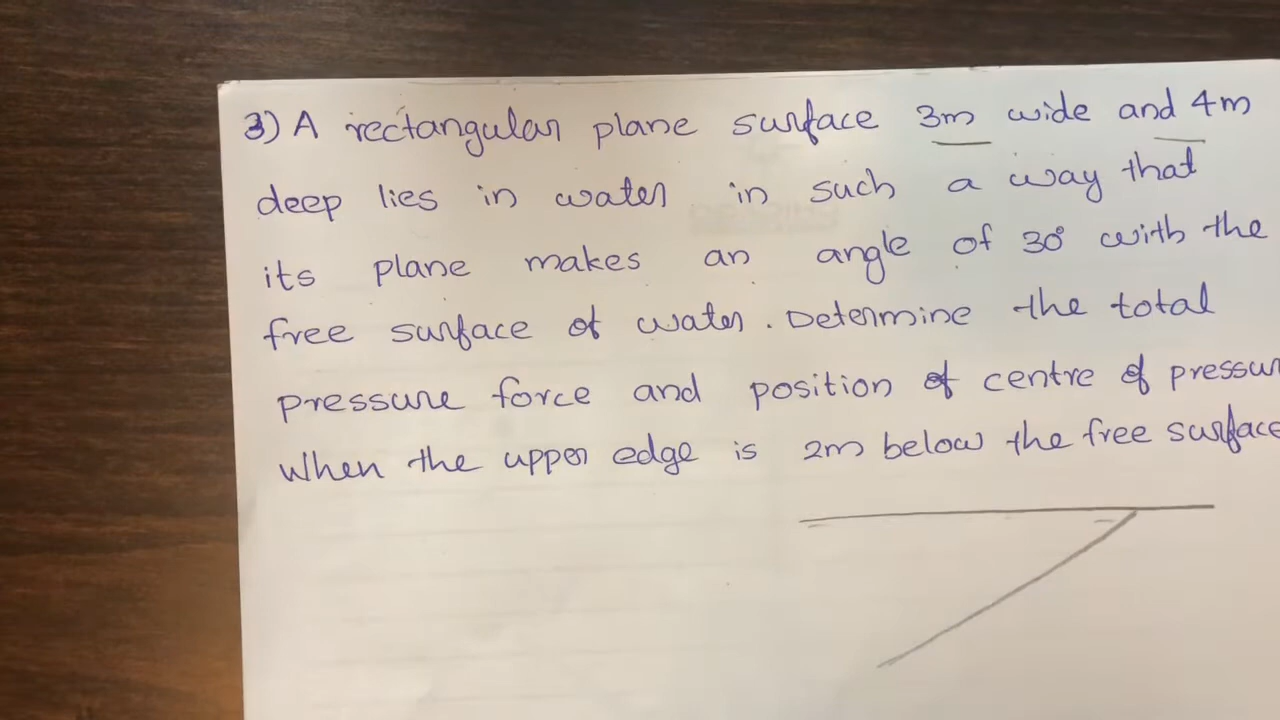 3) A rectangular plane surface 3m wide and 4m
deep lies in water in such a way that
its plane makes an angle of 30° with the
free surface of water. Determine the total
pressure force and position of centre of pressur
When the upper edge is 2m below the free surface